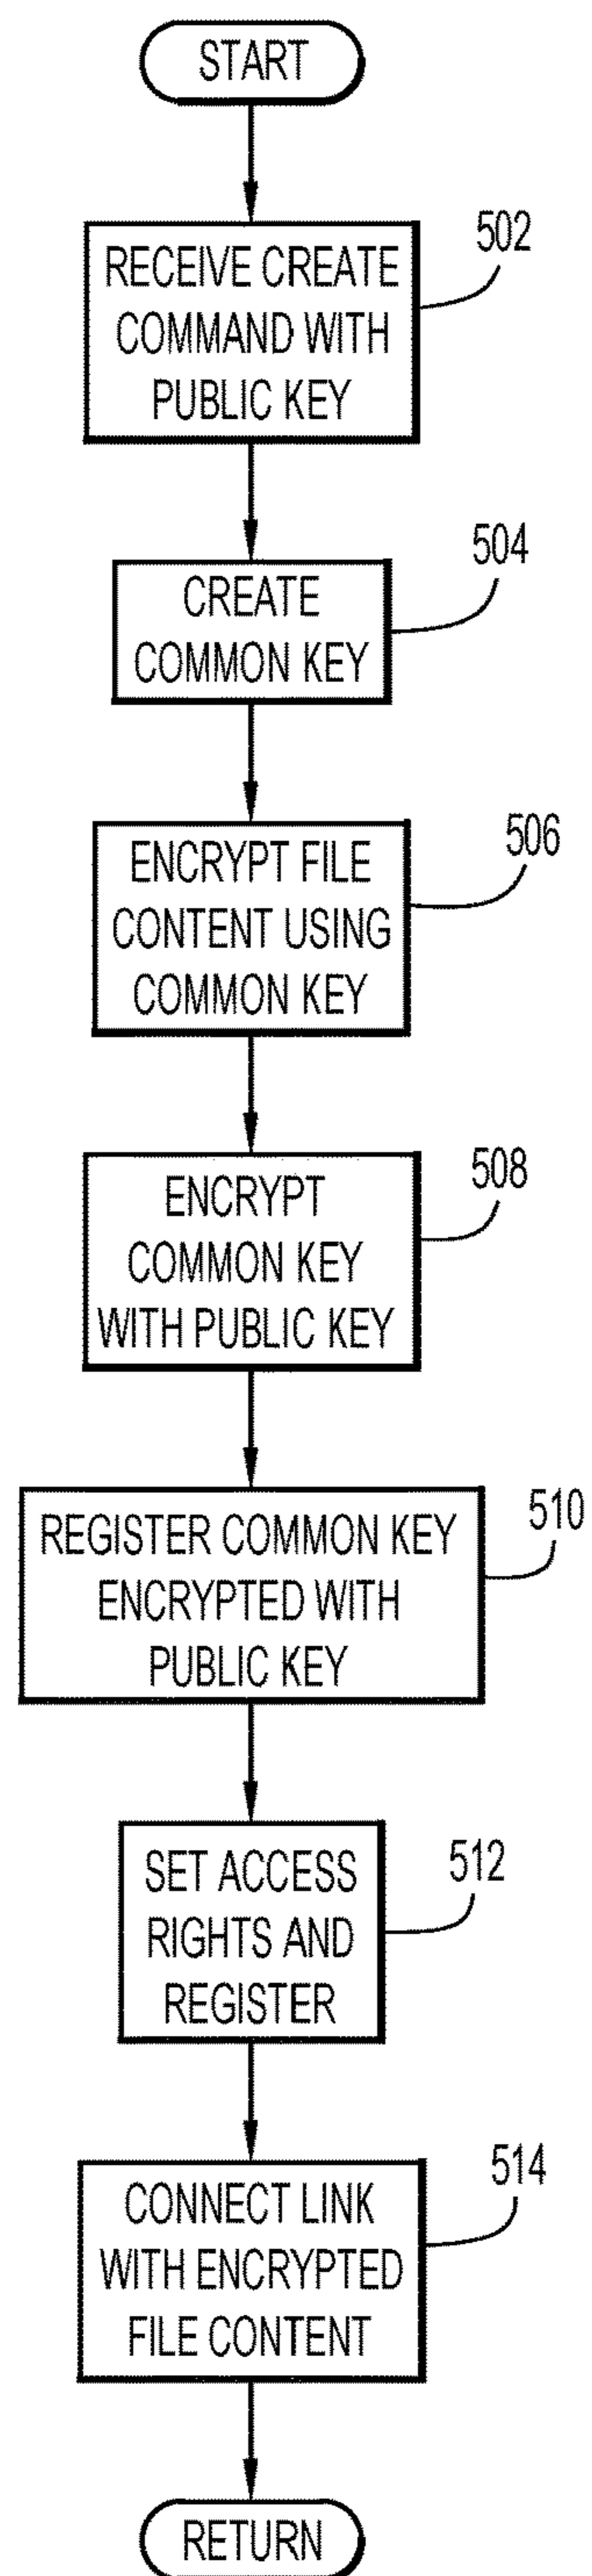 START
502
RECEIVE CREATE
COMMAND WITH
PUBLIC KEY
504
CREATE
COMMON KEY
506
ENCRYPT FILE
CONTENT USING
COMMON KEY
508
ENCRYPT
COMMON KEY
WITH PUBLIC KEY
510
REGISTER COMMON KEY
ENCRYPTED WITH
PUBLIC KEY
512
SET ACCESS
RIGHTS AND
REGISTER
514
CONNECT LINK
WITH ENCRYPTED
FILE CONTENT
RETURN